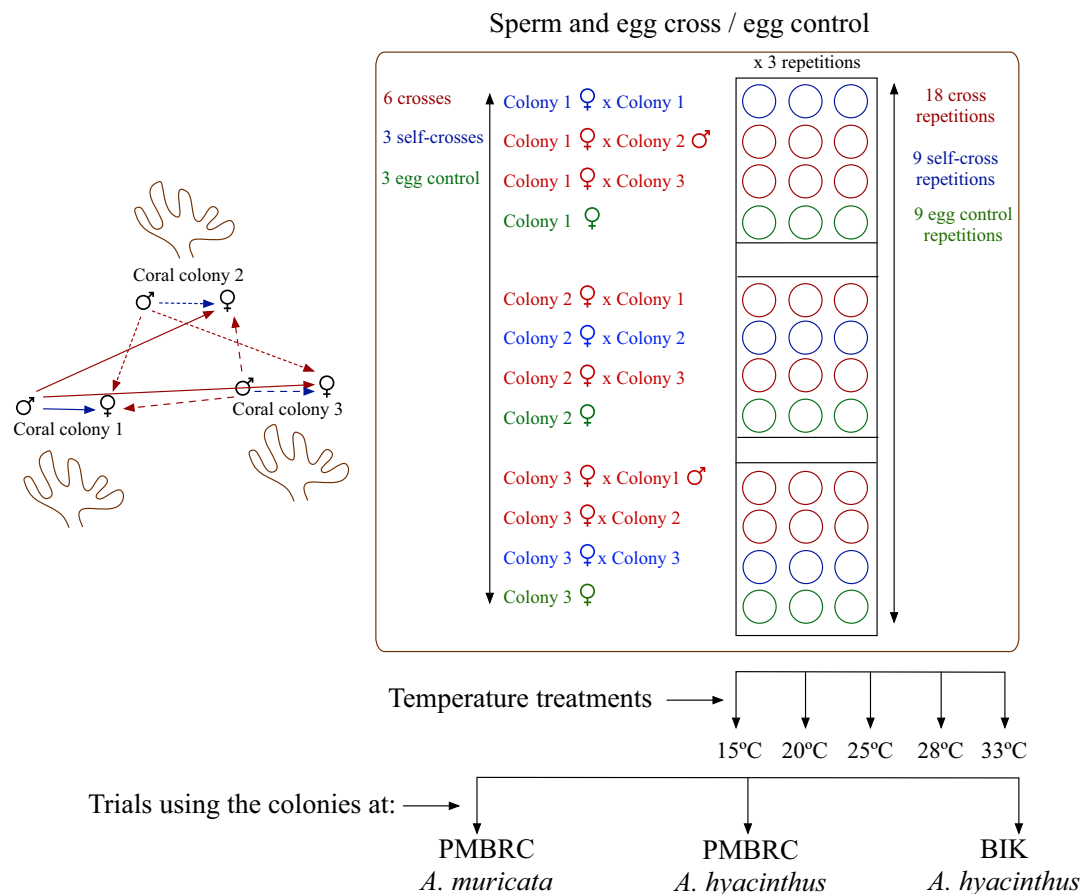 Sperm and egg cross / egg control
x 3 repetitions
6 crosses
3 self-crosses
3 egg control
Colony 1 ♀ x Colony 1
Colony 1 ♀ x Colony 2 ♂
Colony 1 ♀ x Colony 3
Colony 1 ♀
Colony 2 ♀ x Colony 1
Colony 2 ♀ x Colony 2
Colony 2 ♀ x Colony 3
Colony 2 ♀
Colony 3 ♀ x Colony1 ♂
Colony 3 ♀ x Colony 2
Colony 3 ♀ x Colony 3
Colony 3 ♀
18 cross
repetitions
9 self-cross
repetitions
9 egg control
repetitions
Coral colony 2
♂ ♀
♂ ♀
Coral colony 3
♂ ♀
Coral colony 1
Temperature treatments
15ºC 20ºC 25ºC 28ºC 33ºC
Trials using the colonies at:
PMBRC
A. muricata
PMBRC
A. hyacinthus
BIK
A. hyacinthus